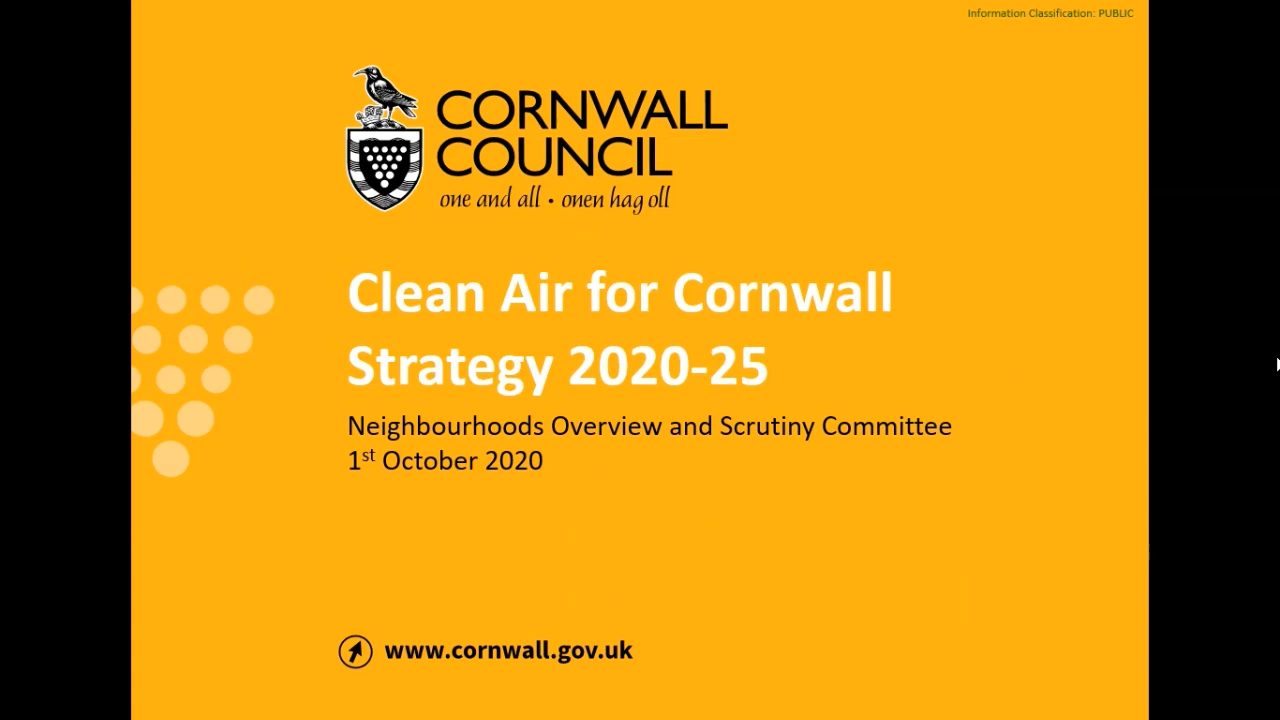 Information Classification: PUBLIC
CORNWALL
COUNCIL
one and all • onen hag oll
Clean Air for Cornwall
Strategy 2020-25
Neighbourhoods Overview and Scrutiny Committee
1st October 2020
www.cornwall.gov.uk